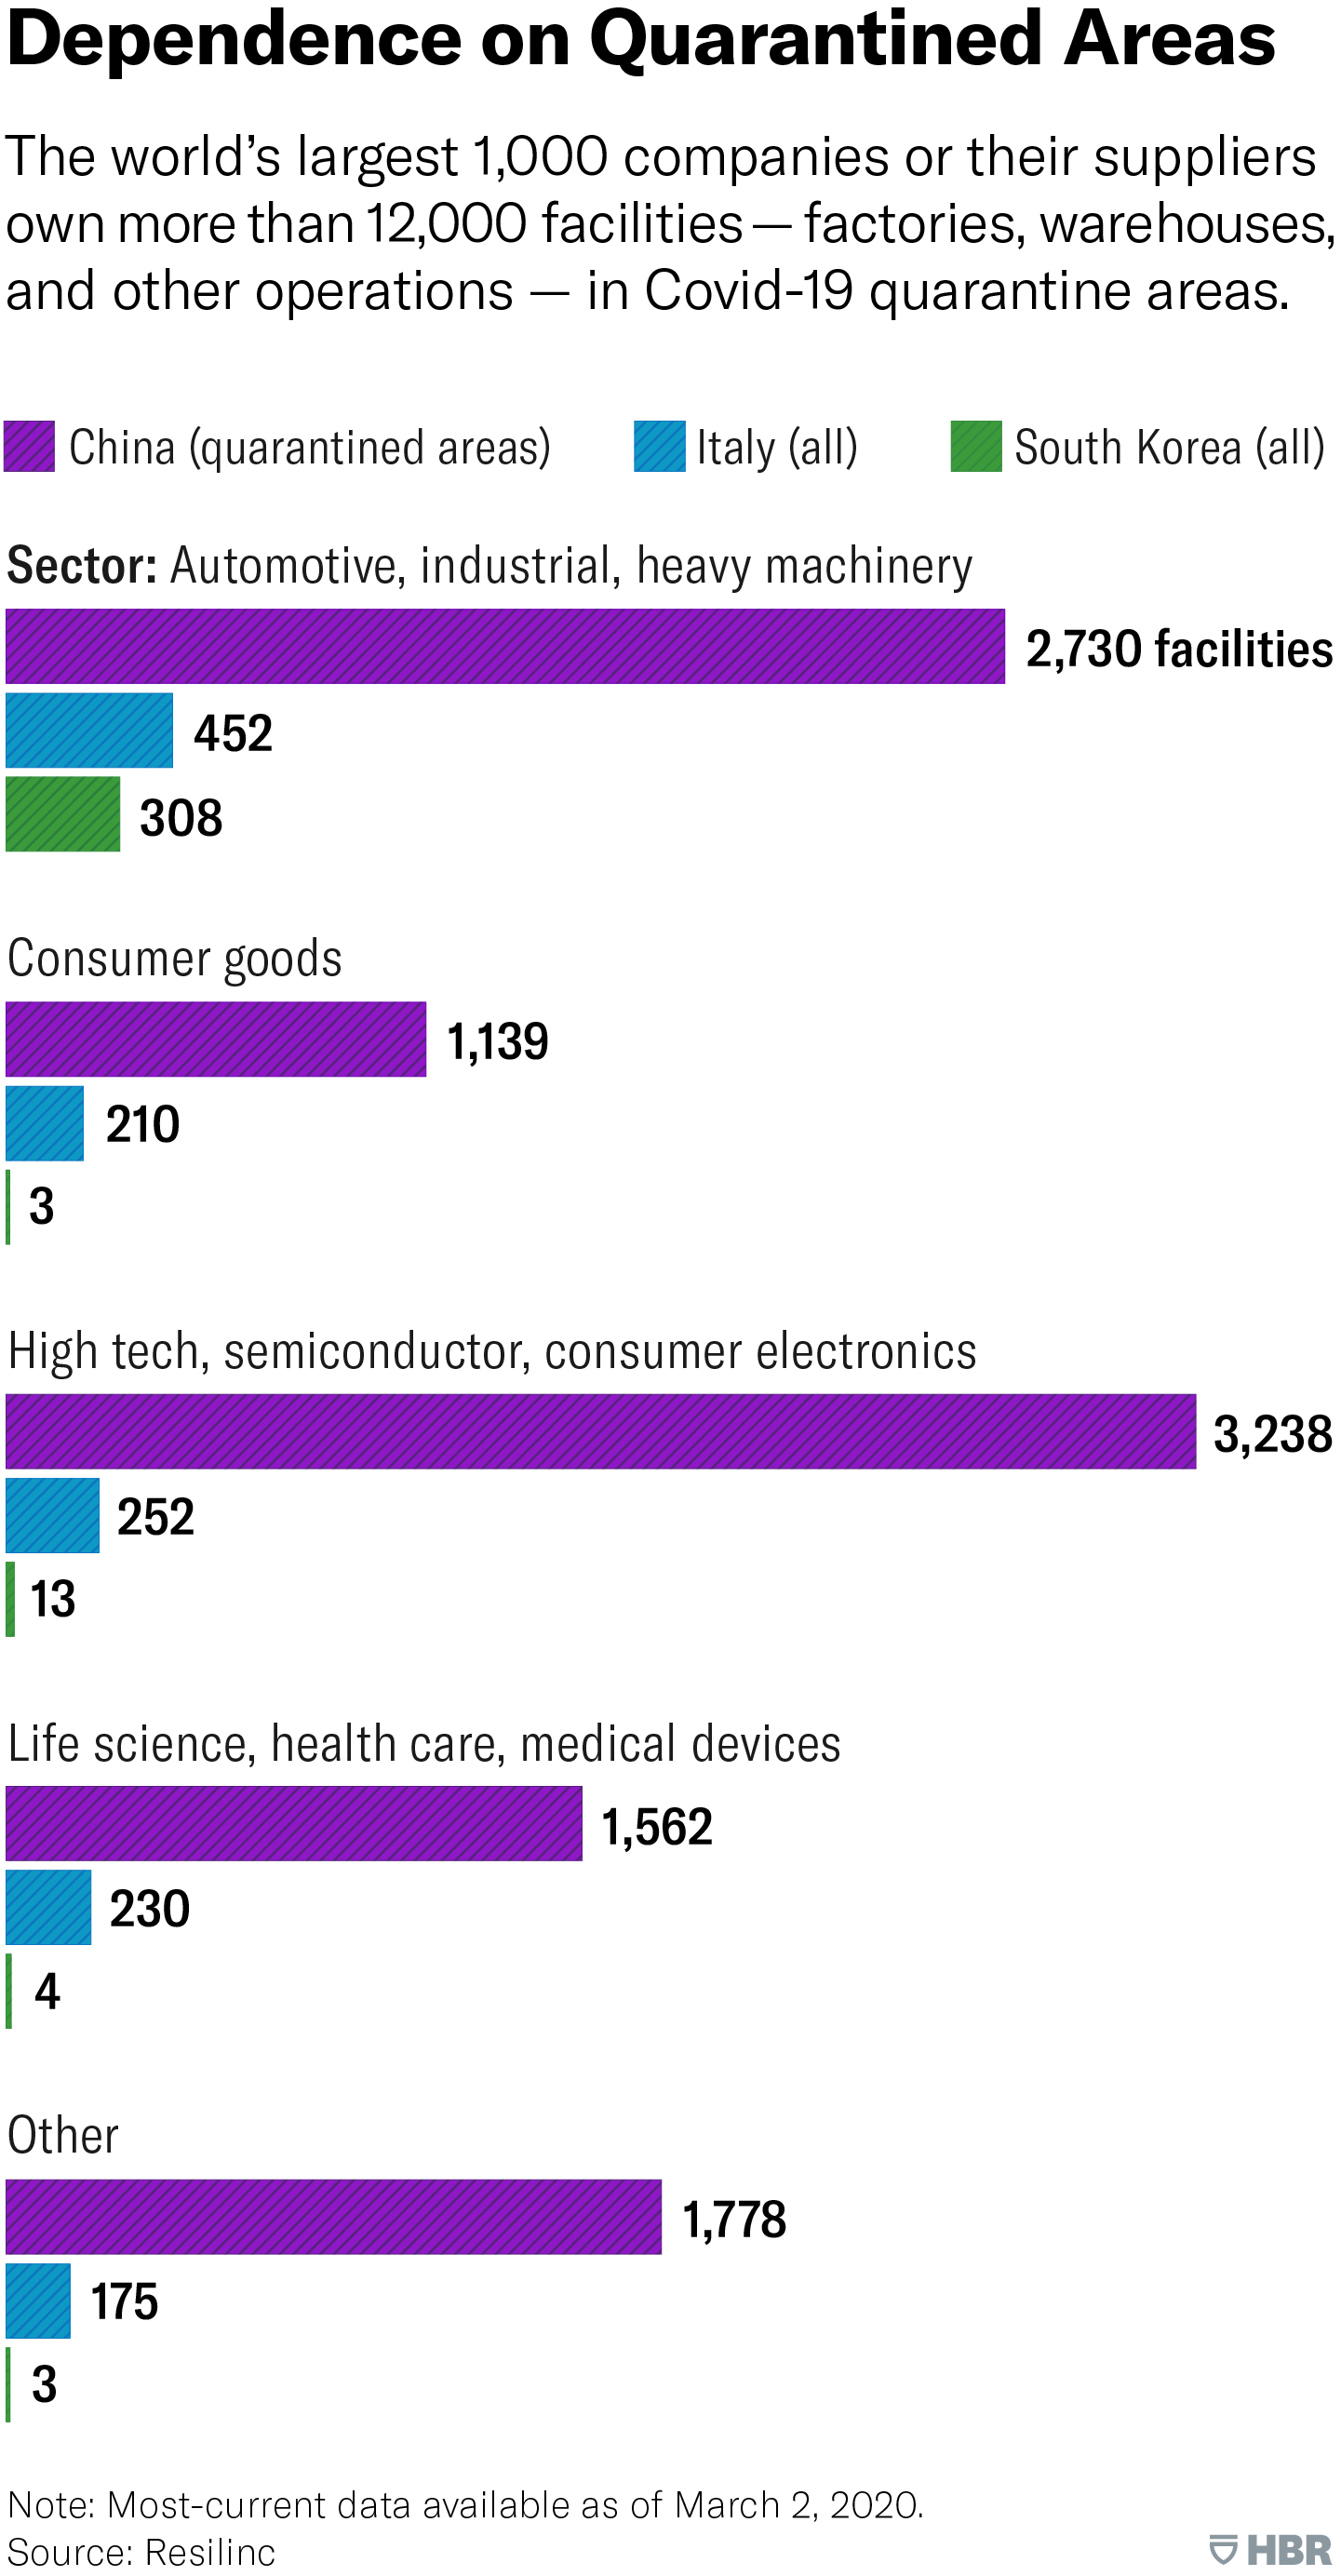 Dependence on Quarantined Areas
The world’s largest 1,000 companies or their suppliers
own more than 12,000 facilities — factories, warehouses,
and other operations — in Covid-19 quarantine areas.
China (quarantined areas) Italy (all) South Korea (all)
Sector: Automotive, industrial, heavy machinery
2,730 facilities
452
308
Consumer goods
1,139
210
3
High tech, semiconductor, consumer electronics
3,238
252
13
Life science, health care, medical devices
1,562
230
4
Other
1,778
175
3
Note: Most-current data available as of March 2, 2020.
Source: Resilinc
HBR